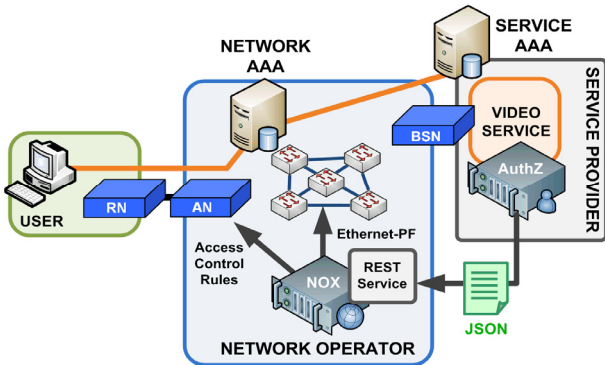 SERVICE
AAA
NETWORK
AAA
SERVICE PROVIDER
VIDEO
SERVICE
BSN
AuthZ
USER
RN
AN
Ethernet-PF
Access
Control
Rules
NOX
REST
Service
JSON
NETWORK OPERATOR